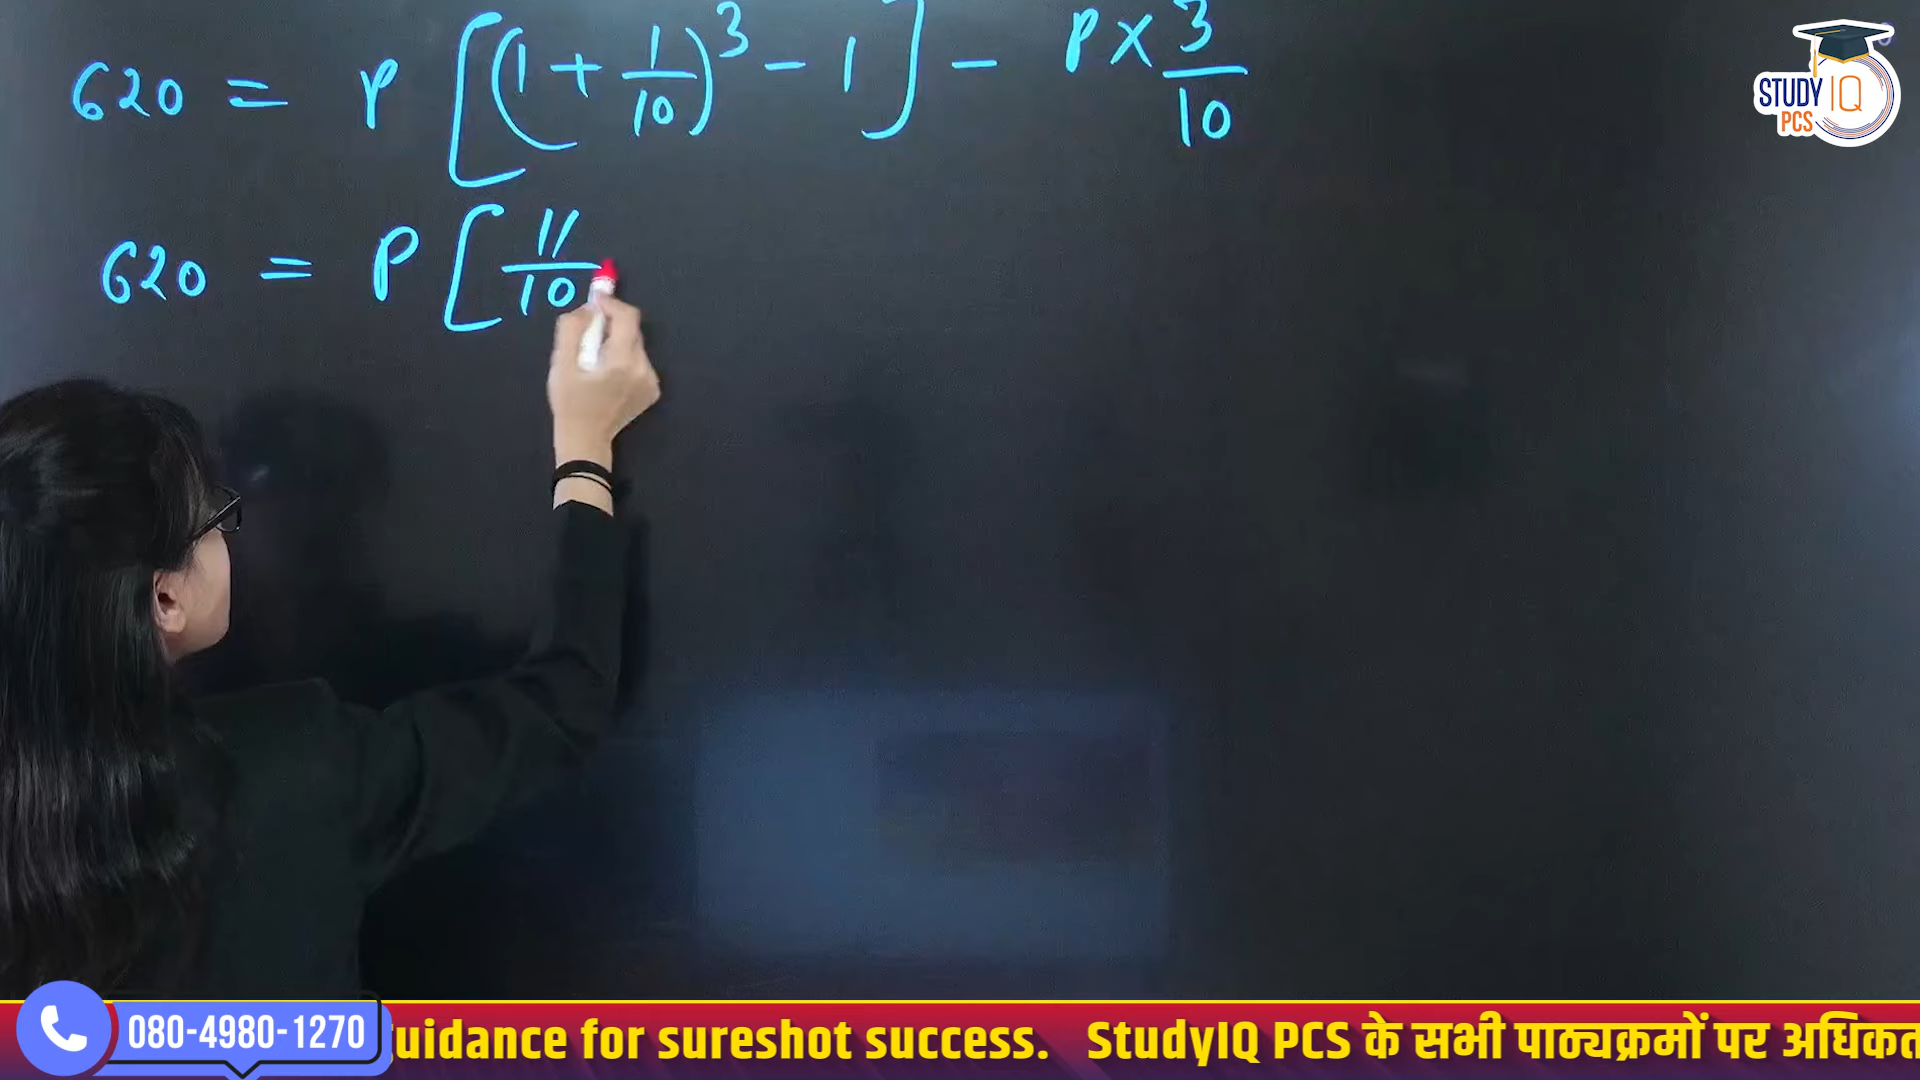 620 = P [(1 + 1/10)^3 - 1] - P × 3/10
620 = P [11/10
STUDY IQ
PCS
080-4980-1270
uidance for sureshot success. StudyIQ PCS के सभी पाठ्यक्रमों पर अधिकत